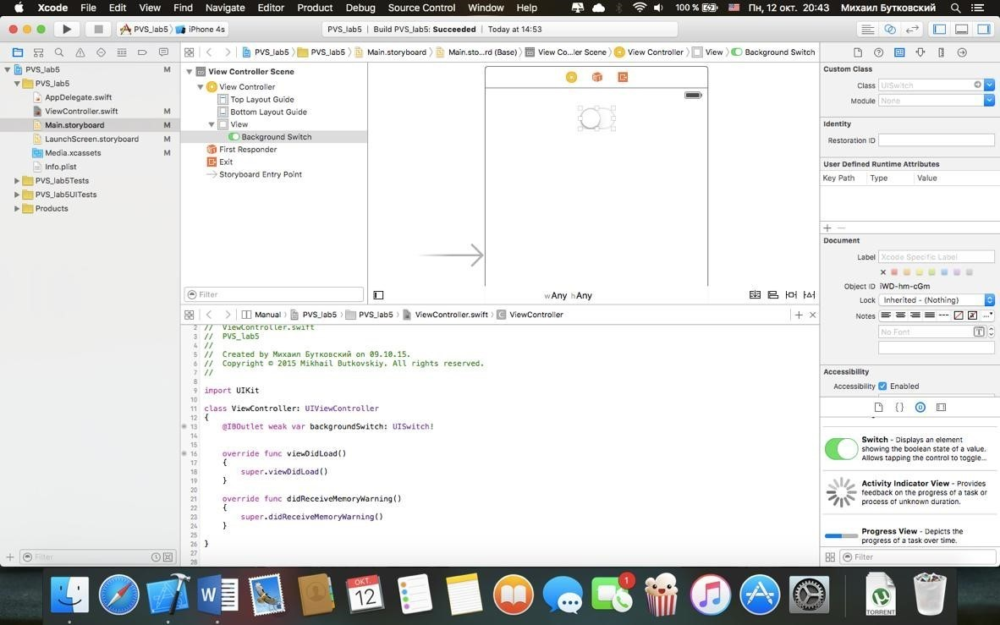 Xcode File Edit View Find Navigate Editor Product Debug Source Control Window Help 100 % Пн, 12 окт. 20:43 Михаил Бутковский
PVS_lab5 iPhone 4s PVS_lab5 Build PVS_lab5: Succeeded Today at 14:53
PVS_lab5 M
PVS_lab5
AppDelegate.swift
ViewController.swift M
Main.storyboard M
LaunchScreen.storyboard M
Media.xcassets M
Info.plist
PVS_lab5Tests
PVS_lab5UITests
Products
Filter
PVS_lab5 PVS_lab5 Main.storyboard Main.sto...rd (Base) View Co...ler Scene View Controller View Background Switch
View Controller Scene
View Controller
Top Layout Guide
Bottom Layout Guide
View
Background Switch
First Responder
Exit
Storyboard Entry Point
Filter
wAny hAny
Manual PVS_lab5 PVS_lab5 ViewController.swift ViewController
2 // ViewController.swift
3 // PVS_lab5
4 //
5 // Created by Михаил Бутковский on 09.10.15.
6 // Copyright © 2015 Mikhail Butkovskiy. All rights reserved.
7 //
8
9 import UIKit
10
11 class ViewController: UIViewController
12 {
13 @IBOutlet weak var backgroundSwitch: UISwitch!
14
15
16 override func viewDidLoad()
17 {
18 super.viewDidLoad()
19 }
20
21 override func didReceiveMemoryWarning()
22 {
23 super.didReceiveMemoryWarning()
24 }
25
26 }
27
28
Custom Class
Class UISwitch
Module None
Identity
Restoration ID
User Defined Runtime Attributes
Key Path Type Value
Document
Label Xcode Specific Label
Object ID iWD-hm-cGm
Lock Inherited - (Nothing)
Notes
No Font
Accessibility
Accessibility Enabled
Switch - Displays an element
showing the boolean state of a value.
Allows tapping the control to toggle...
Activity Indicator View - Provides
feedback on the progress of a task or
process of unknown duration.
Progress View - Depicts the
progress of a task over time.
Filter
OKT.
12
1
TORRENT